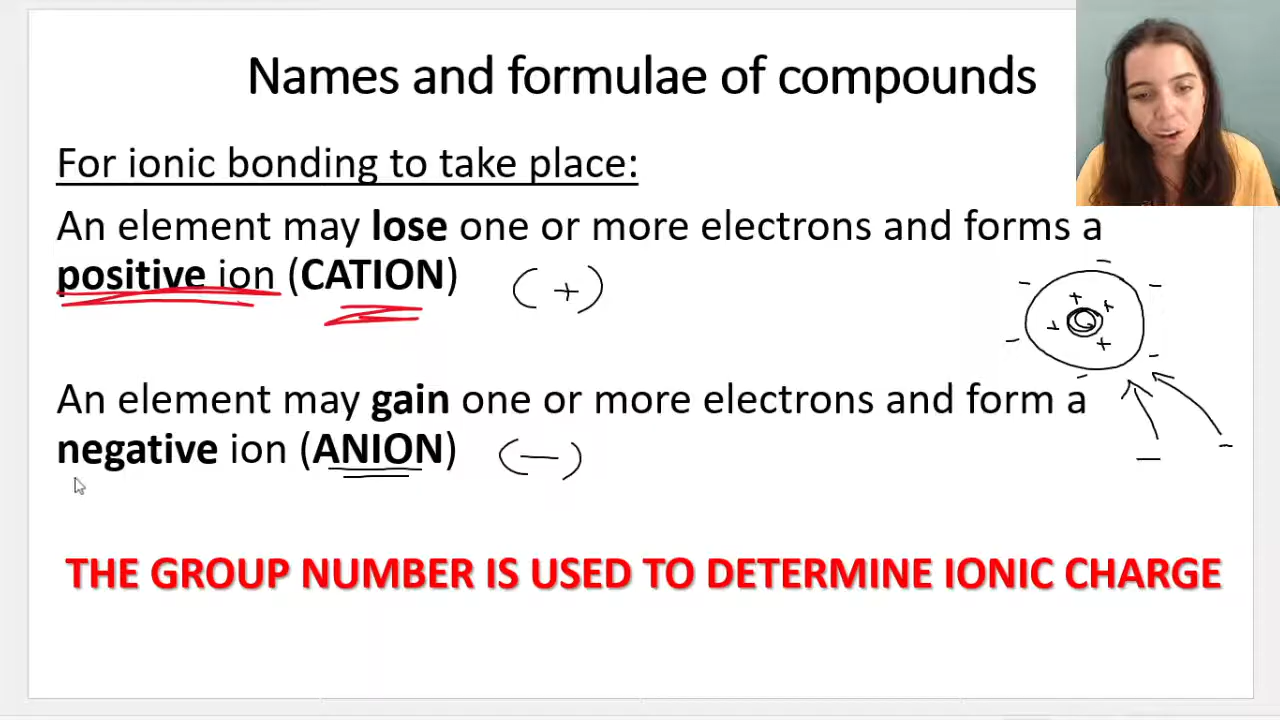 Names and formulae of compounds
For ionic bonding to take place:
An element may lose one or more electrons and forms a
positive ion (CATION) (+)
An element may gain one or more electrons and form a
negative ion (ANION) (−)
THE GROUP NUMBER IS USED TO DETERMINE IONIC CHARGE